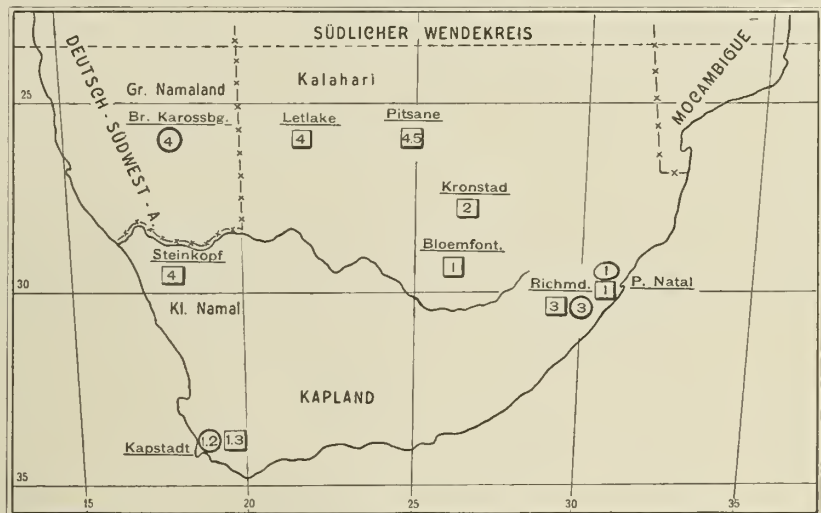 SÜDLICHER WENDEKREIS
DEUTSCH-SÜDWEST-A.
MOÇAMBIGUE
Gr. Namaland
Kalahari
25
Br. Karossbg.
4
Letlake
4
Pitsane
4.5
Kronstad
2
Steinkopf
4
Bloemfont.
1
Richmd.
3 3
1
1
P. Natal
30
Kl. Namal
KAPLAND
Kapstadt
1.2 1.3
35
15 20 25 30 35